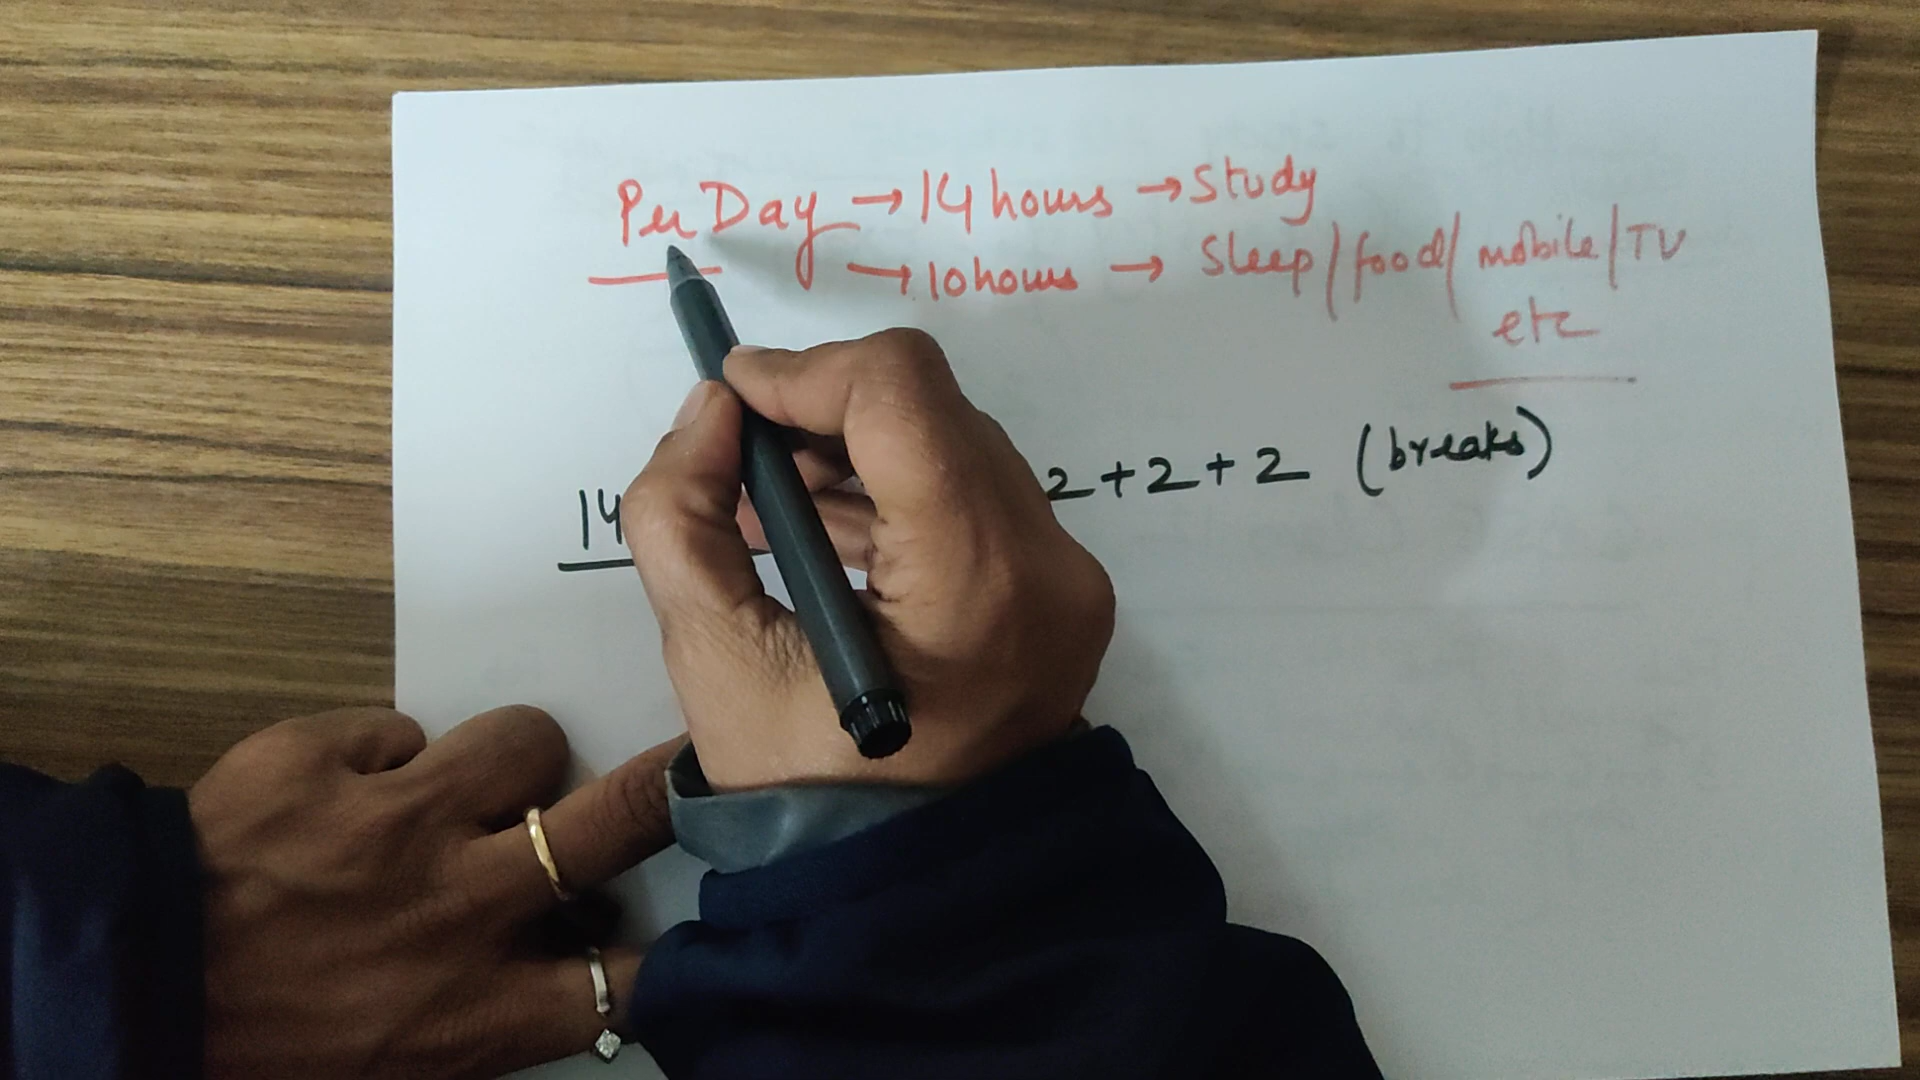 Per Day → 14 hours → Study
→ 10 hours → Sleep/food/mobile/TV
etc
14 2+2+2 (breaks)